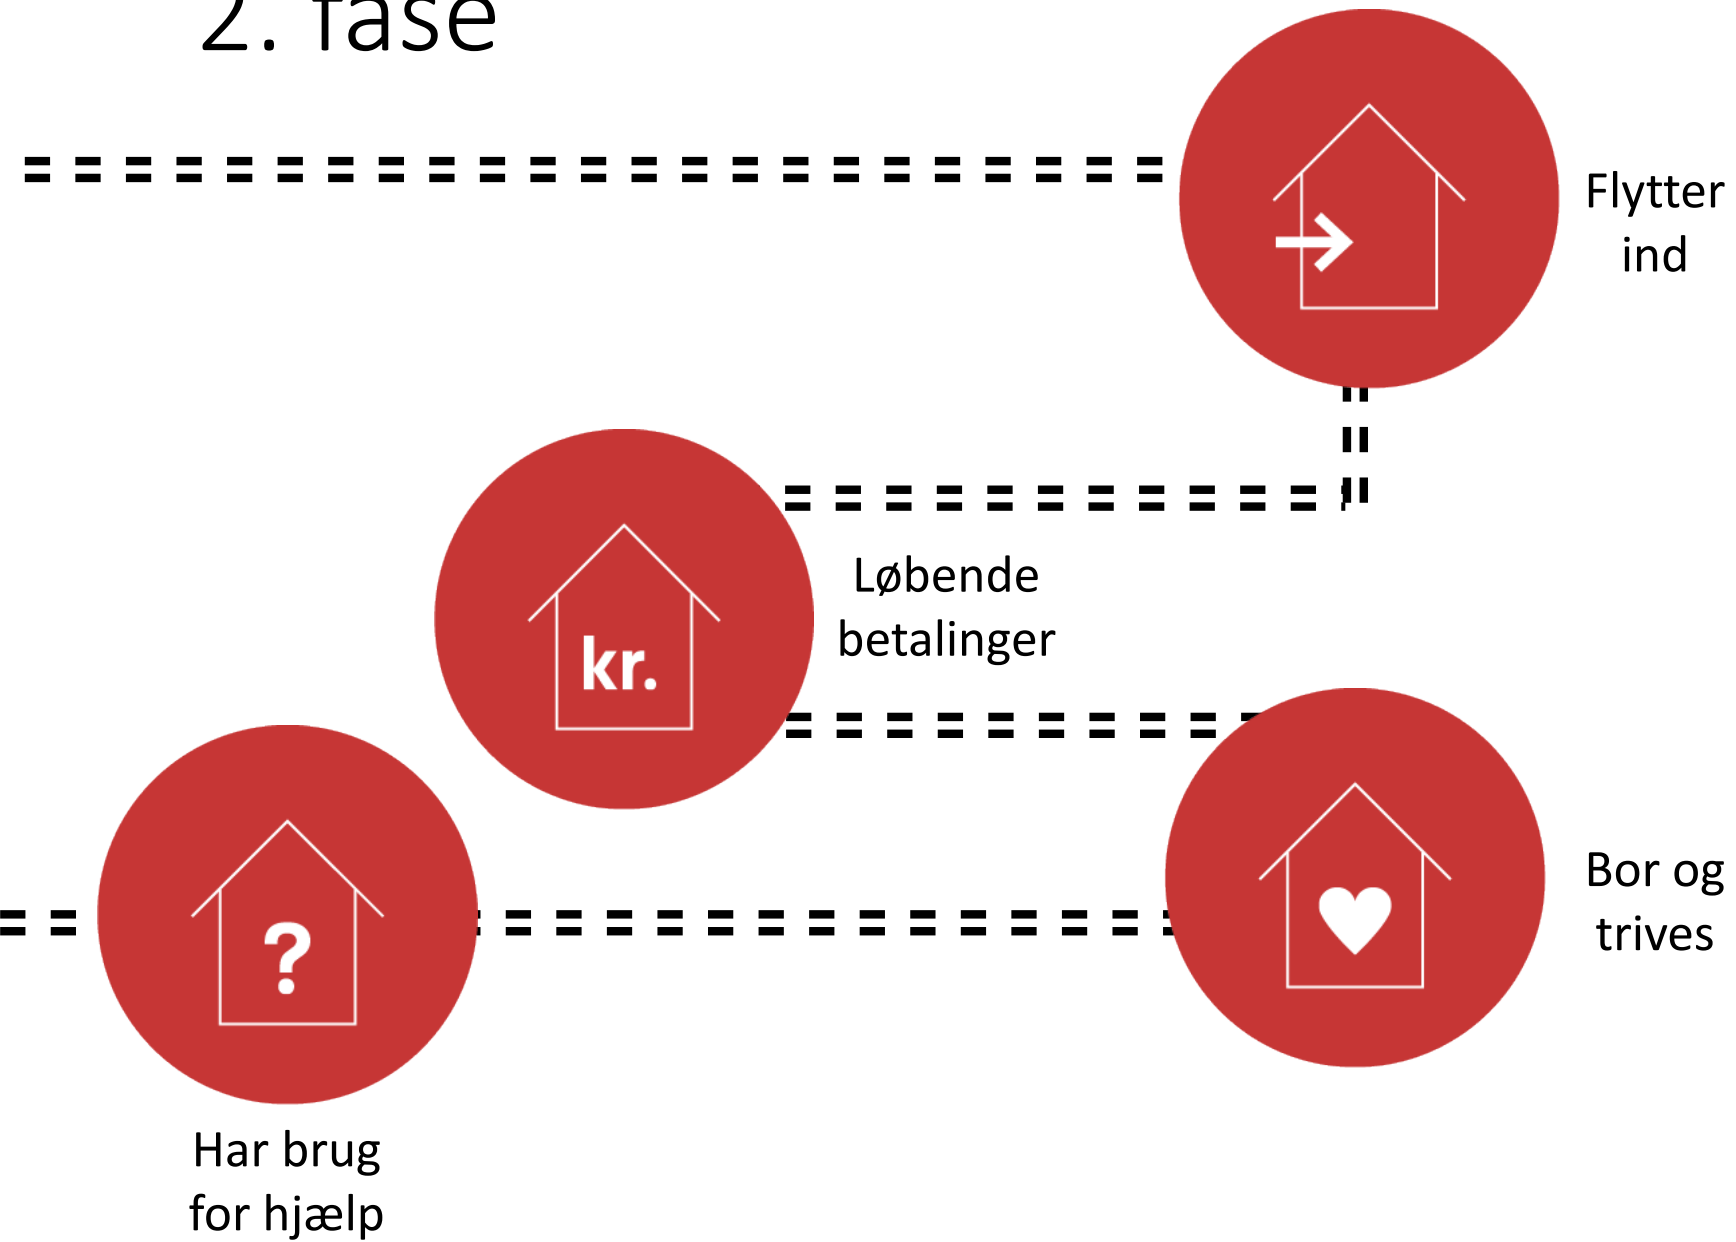 2. fase
Flytter
ind
Løbende
betalinger
kr.
Bor og
trives
?
Har brug
for hjælp